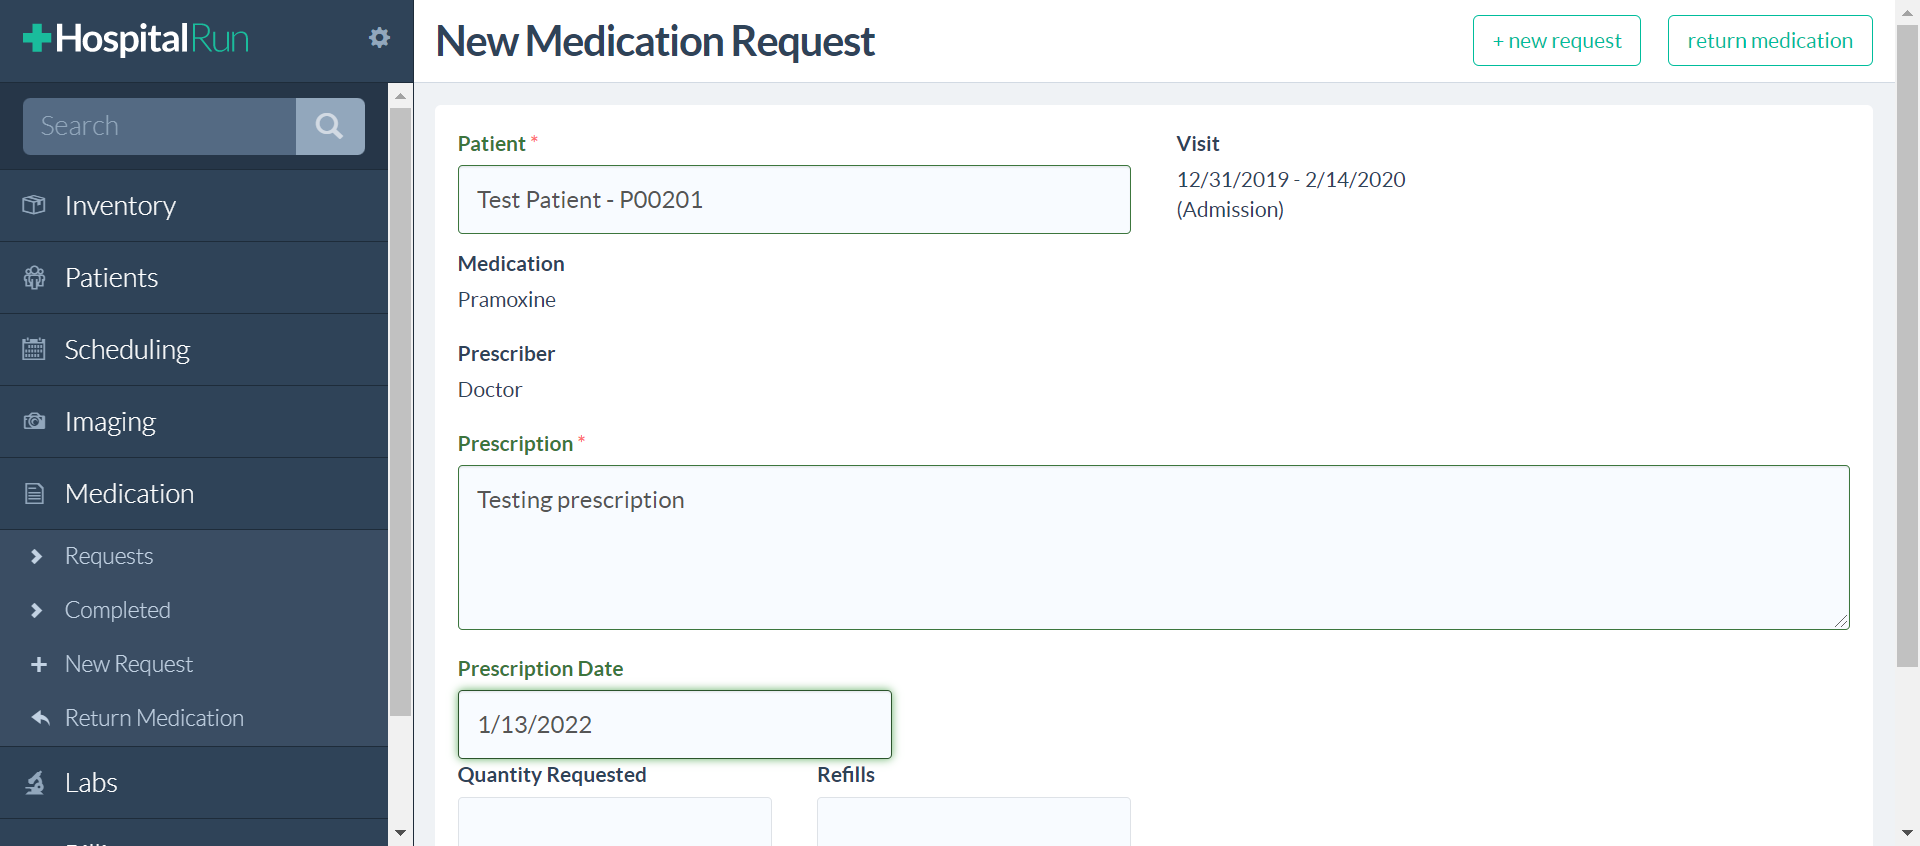 HospitalRun
New Medication Request
+ new request
return medication
Search
Inventory
Patients
Scheduling
Imaging
Medication
Requests
Completed
New Request
Return Medication
Labs
Patient *
Test Patient - P00201
Visit
12/31/2019 - 2/14/2020
(Admission)
Medication
Pramoxine
Prescriber
Doctor
Prescription *
Testing prescription
Prescription Date
1/13/2022
Quantity Requested
Refills